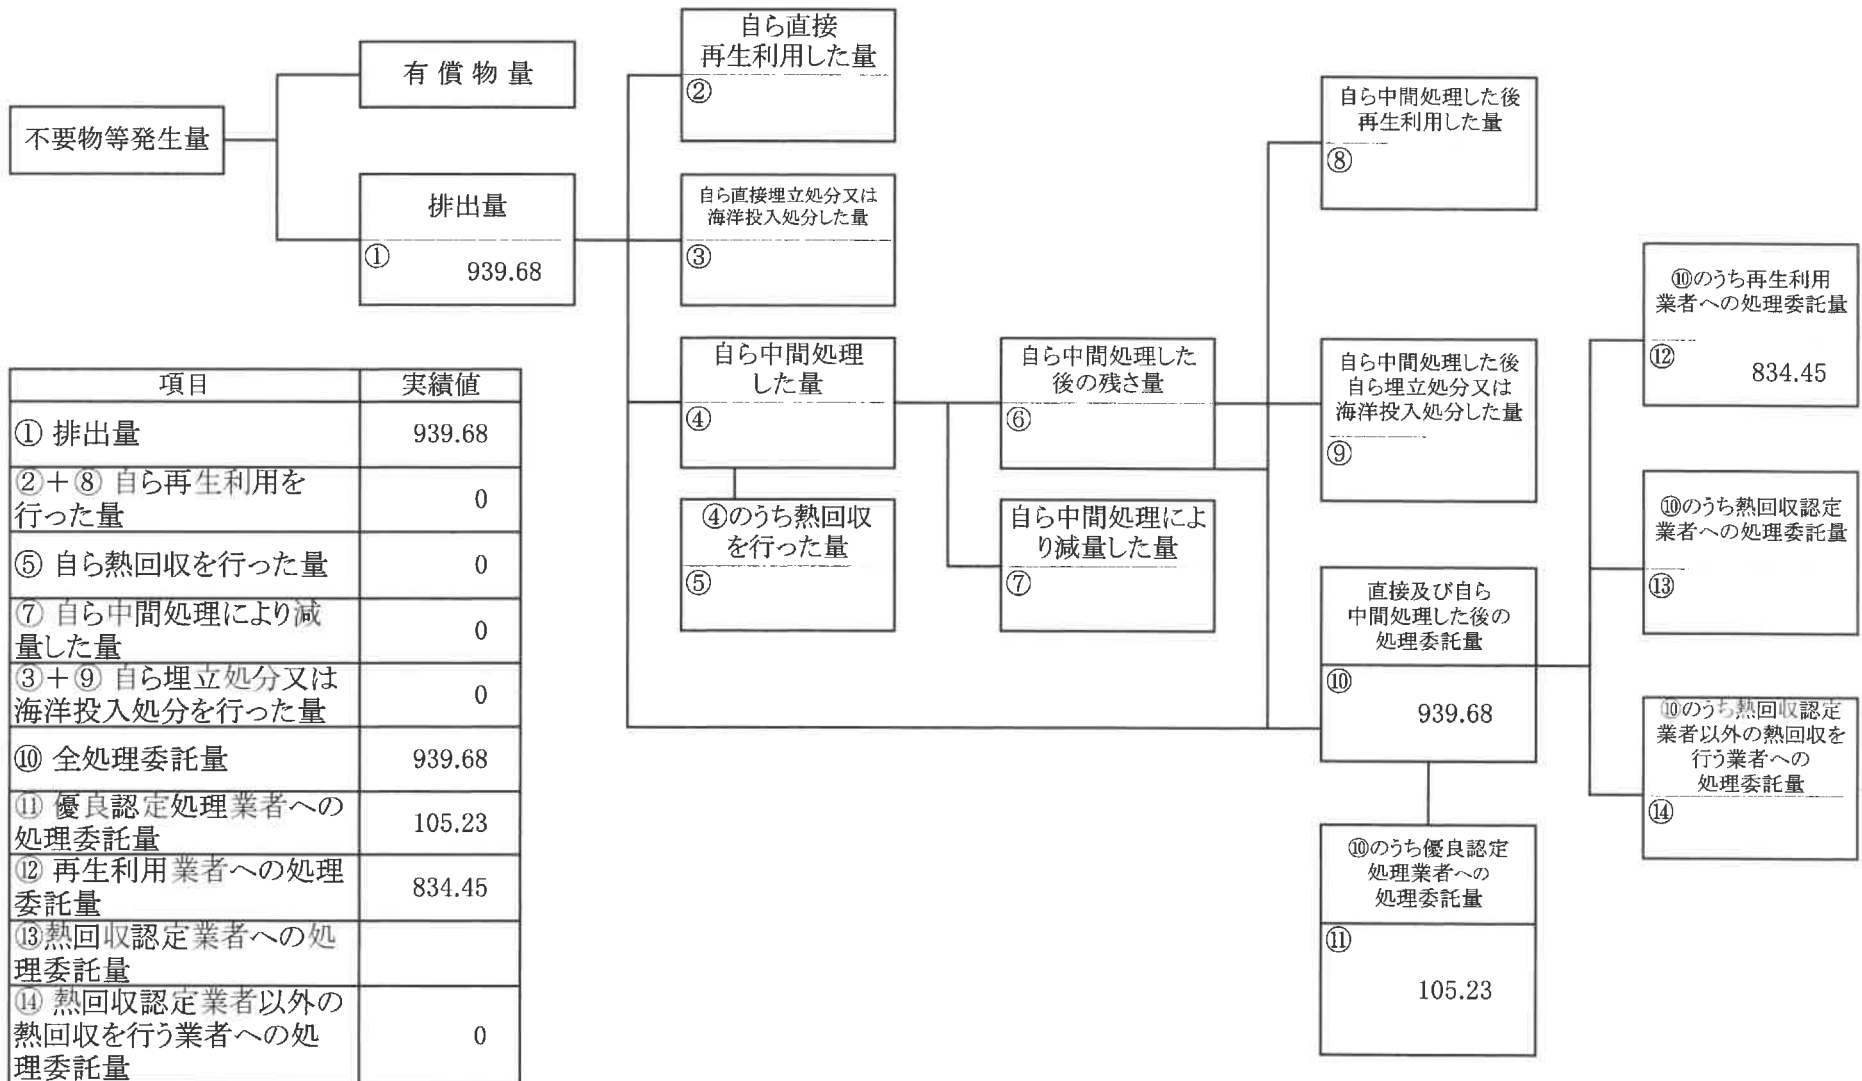 不要物等発生量
有償物量
排出量
①
939.68
自ら直接
再生利用した量
②
自ら直接埋立処分又は
海洋投入処分した量
③
自ら中間処理
した量
④
④のうち熱回収
を行った量
⑤
自ら中間処理した
後の残さ量
⑥
自ら中間処理によ
り減量した量
⑦
自ら中間処理した後
再生利用した量
⑧
自ら中間処理した後
自ら埋立処分又は
海洋投入処分した量
⑨
直接及び自ら
中間処理した後の
処理委託量
⑩
939.68
⑩のうち優良認定
処理業者への
処理委託量
⑪
105.23
⑩のうち再生利用
業者への処理委託量
⑫
834.45
⑩のうち熱回収認定
業者への処理委託量
⑬
⑩のうち熱回収認定
業者以外の熱回収を
行う業者への
処理委託量
⑭
項目 実績値
① 排出量 939.68
②+⑧ 自ら再生利用を
行った量 0
⑤ 自ら熱回収を行った量 0
⑦ 自ら中間処理により減
量した量 0
③+⑨ 自ら埋立処分又は
海洋投入処分を行った量 0
⑩ 全処理委託量 939.68
⑪ 優良認定処理業者への
処理委託量 105.23
⑫ 再生利用業者への処理
委託量 834.45
⑬熱回収認定業者への処
理委託量
⑭ 熱回収認定業者以外の
熱回収を行う業者への処
理委託量 0